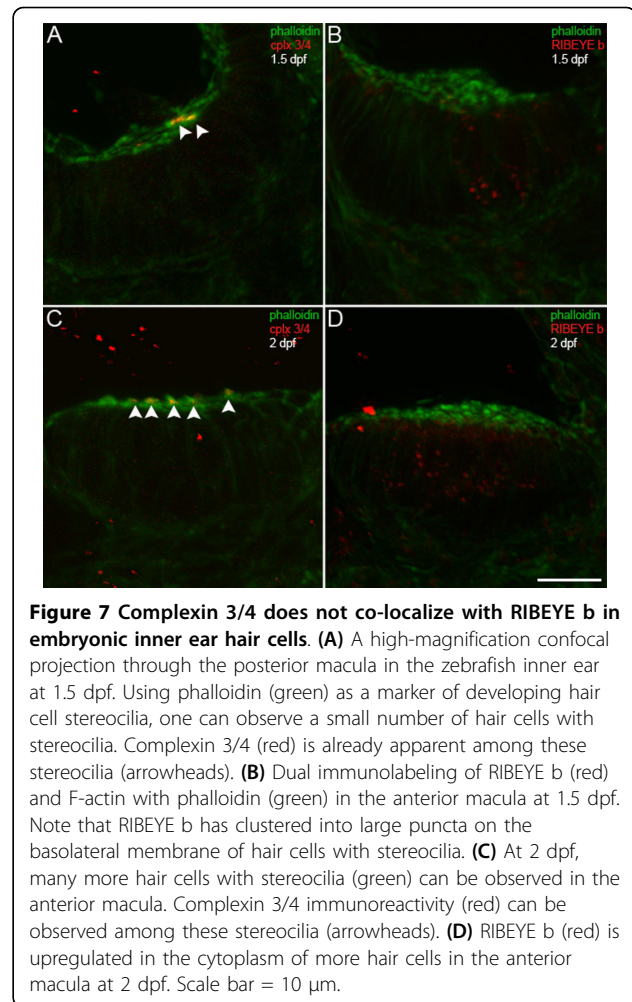 A
phalloidin
cplx 3/4
1.5 dpf
B
phalloidin
RIBEYE b
1.5 dpf
C
phalloidin
cplx 3/4
2 dpf
D
phalloidin
RIBEYE b
2 dpf
Figure 7 Complexin 3/4 does not co-localize with RIBEYE b in
embryonic inner ear hair cells. (A) A high-magnification confocal
projection through the posterior macula in the zebrafish inner ear
at 1.5 dpf. Using phalloidin (green) as a marker of developing hair
cell stereocilia, one can observe a small number of hair cells with
stereocilia. Complexin 3/4 (red) is already apparent among these
stereocilia (arrowheads). (B) Dual immunolabeling of RIBEYE b (red)
and F-actin with phalloidin (green) in the anterior macula at 1.5 dpf.
Note that RIBEYE b has clustered into large puncta on the
basolateral membrane of hair cells with stereocilia. (C) At 2 dpf,
many more hair cells with stereocilia (green) can be observed in the
anterior macula. Complexin 3/4 immunoreactivity (red) can be
observed among these stereocilia (arrowheads). (D) RIBEYE b (red) is
upregulated in the cytoplasm of more hair cells in the anterior
macula at 2 dpf. Scale bar = 10 μm.